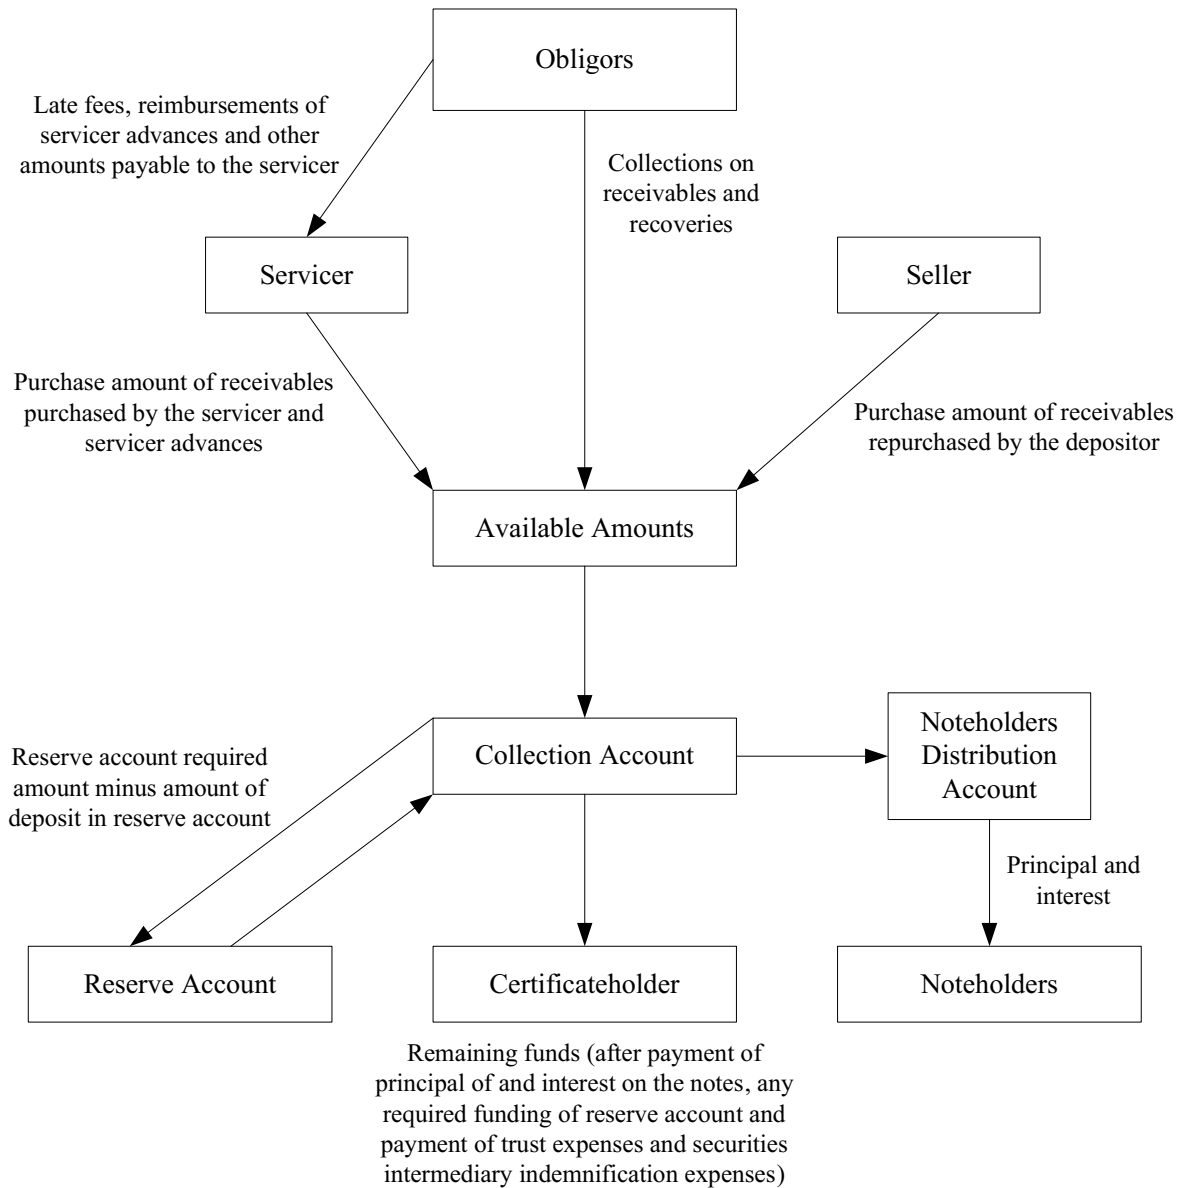 Obligors
Late fees, reimbursements of
servicer advances and other
amounts payable to the servicer
Collections on
receivables and
recoveries
Servicer
Seller
Purchase amount of receivables
purchased by the servicer and
servicer advances
Purchase amount of receivables
repurchased by the depositor
Available Amounts
Reserve account required
amount minus amount of
deposit in reserve account
Collection Account
Noteholders
Distribution
Account
Principal and
interest
Reserve Account
Certificateholder
Noteholders
Remaining funds (after payment of
principal of and interest on the notes, any
required funding of reserve account and
payment of trust expenses and securities
intermediary indemnification expenses)